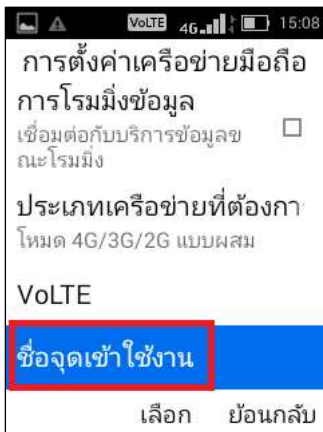 VoLTE 4G 15:08
การตั้งค่าเครือข่ายมือถือ
การโรมมิ่งข้อมูล
เชื่อมต่อกับบริการข้อมูลข
ณะโรมมิ่ง
ประเภทเครือข่ายที่ต้องกา
โหมด 4G/3G/2G แบบผสม
VoLTE
ชื่อจุดเข้าใช้งาน
เลือก ย้อนกลับ